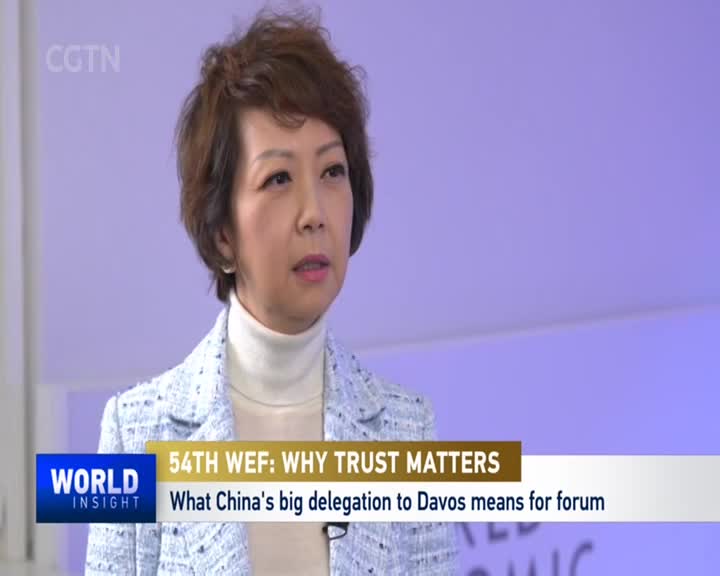 CGTN
54TH WEF: WHY TRUST MATTERS
WORLD
INSIGHT
What China's big delegation to Davos means for forum